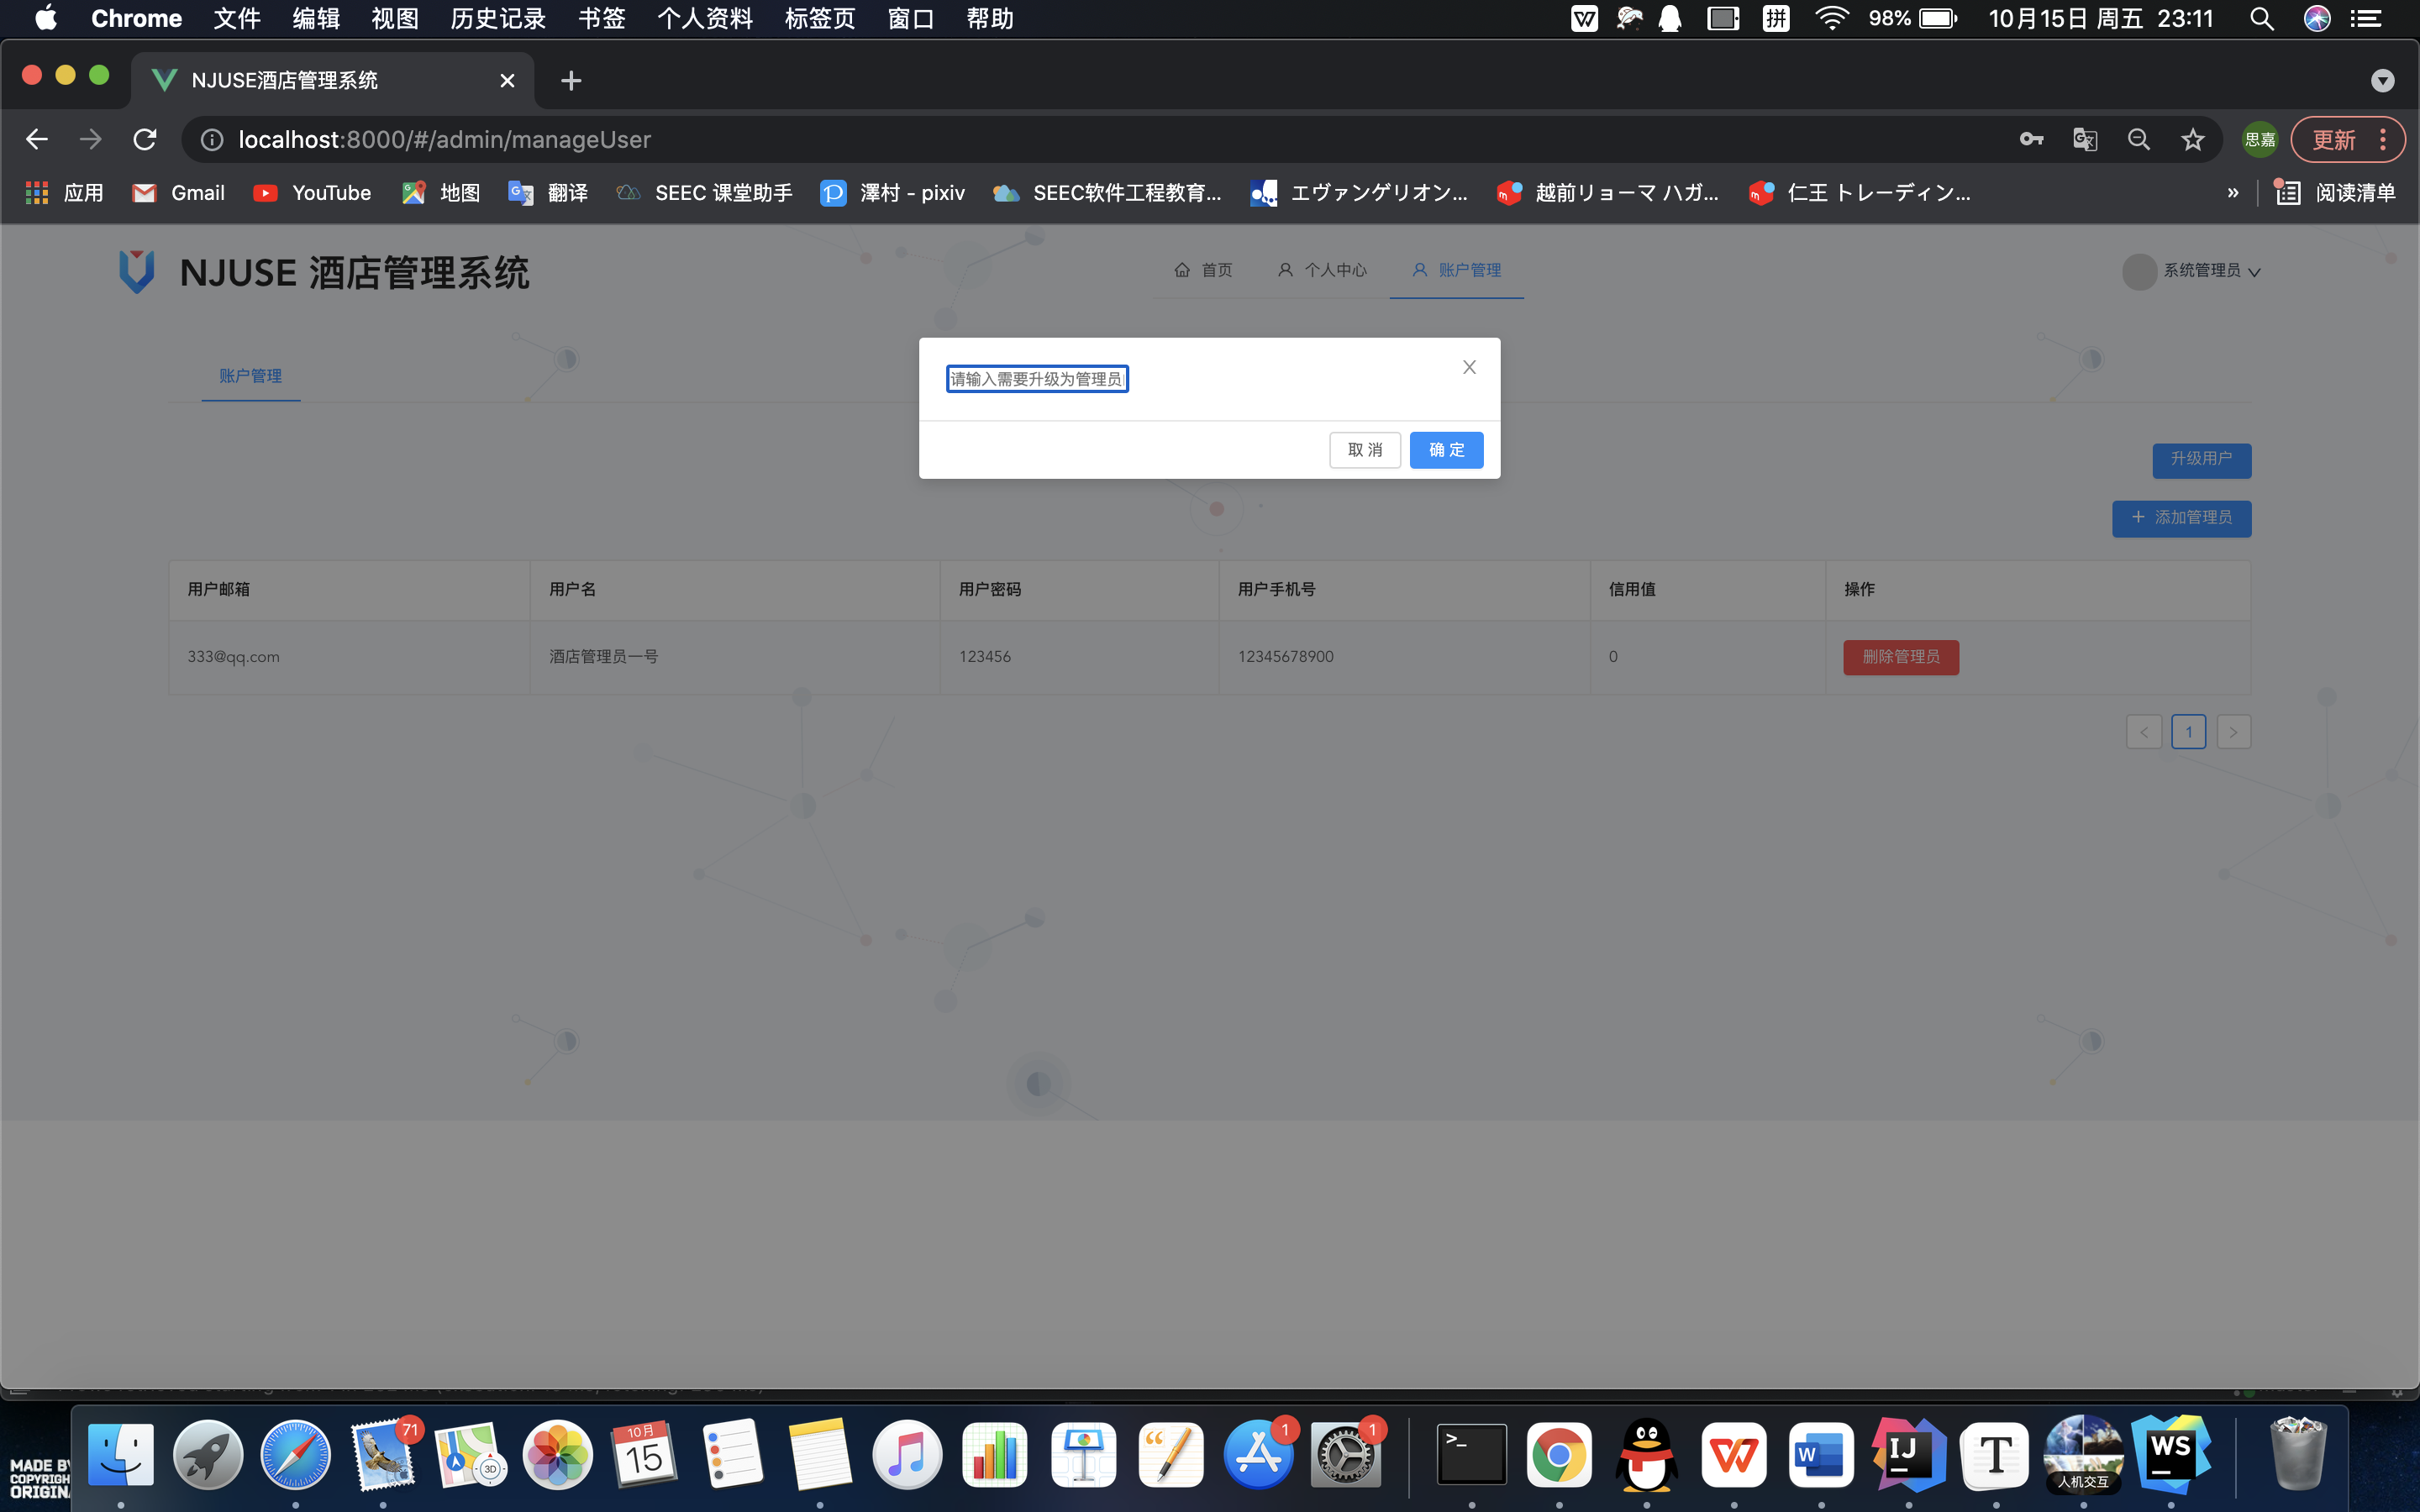 Chrome 文件 编辑 视图 历史记录 书签 个人资料 标签页 窗口 帮助 拼 98% 10月15日 周五 23:11
NJUSE酒店管理系统
localhost:8000/#/admin/manageUser 思嘉 更新
应用 Gmail YouTube 地图 翻译 SEEC 课堂助手 澤村 - pixiv SEEC软件工程教育... エヴァンゲリオン... 越前リョーマ ハガ... 仁王 トレーディン... » 阅读清单
NJUSE 酒店管理系统 首页 个人中心 账户管理 系统管理员
请输入需要升级为管理员
账户管理
取 消 确 定
升级用户
+ 添加管理员
用户邮箱 用户名 用户密码 用户手机号 信用值 操作
333@qq.com 酒店管理员一号 123456 12345678900 0 删除管理员
< 1 >
71 10月 15 3D 1 1 >_ W IJ T 人机交互 WS
MADE BY
COPYRIGH
ORIGINA